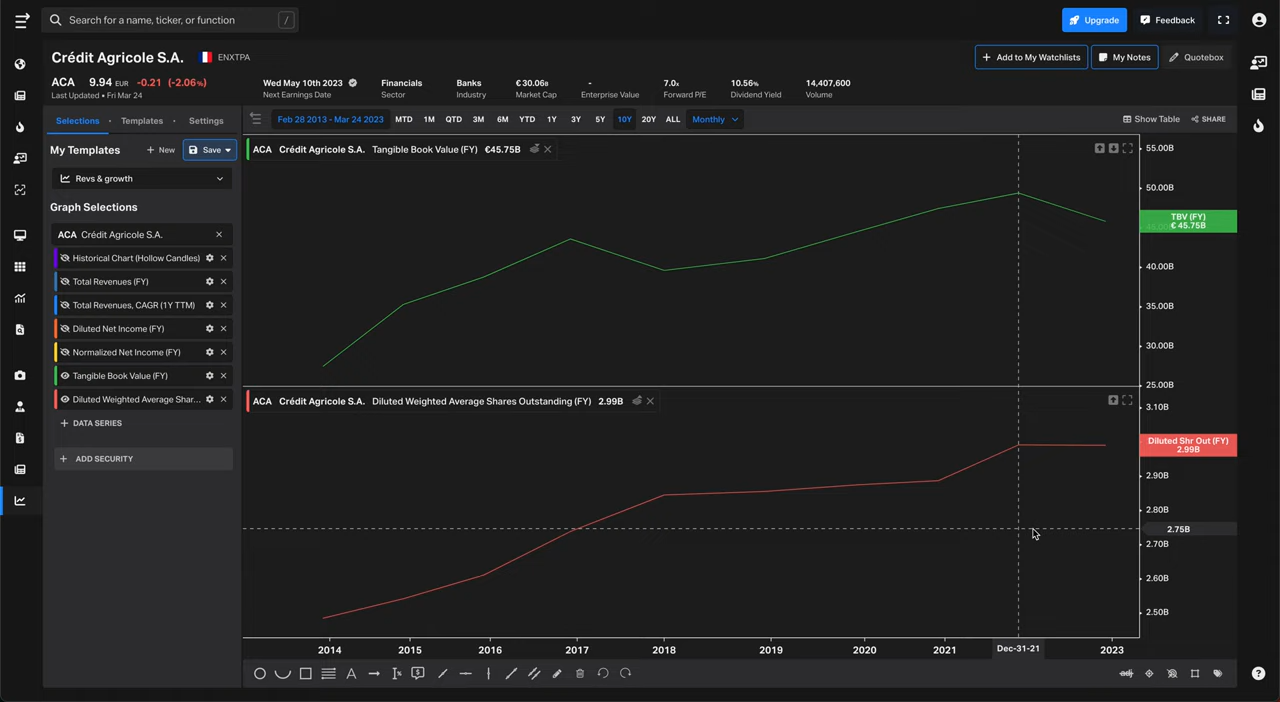 Search for a name, ticker, or function
/
Upgrade
Feedback
Crédit Agricole S.A.
ENXTPA
Add to My Watchlists
My Notes
Quotebox
ACA 9.94 EUR -0.21 (-2.06%)
Last Updated • Fri Mar 24
Wed May 10th 2023
Next Earnings Date
Financials
Sector
Banks
Industry
€30.06B
Market Cap
-
Enterprise Value
7.0x
Forward P/E
10.56%
Dividend Yield
14,407,600
Volume
Selections • Templates • Settings
Feb 28 2013 - Mar 24 2023 MTD 1M QTD 3M 6M YTD 1Y 3Y 5Y 10Y 20Y ALL Monthly
Show Table
SHARE
My Templates
+ New
Save
Revs & growth
Graph Selections
ACA Crédit Agricole S.A.
Historical Chart (Hollow Candles)
Total Revenues (FY)
Total Revenues, CAGR (1Y TTM)
Diluted Net Income (FY)
Normalized Net Income (FY)
Tangible Book Value (FY)
Diluted Weighted Average Shar...
+ DATA SERIES
+ ADD SECURITY
ACA Crédit Agricole S.A. Tangible Book Value (FY) €45.75B
55.00B
50.00B
TBV (FY)
€ 45.75B
40.00B
35.00B
30.00B
25.00B
ACA Crédit Agricole S.A. Diluted Weighted Average Shares Outstanding (FY) 2.99B
3.10B
Diluted Shr Out (FY)
2.99B
2.90B
2.80B
2.75B
2.70B
2.60B
2.50B
2014 2015 2016 2017 2018 2019 2020 2021 Dec-31-21 2023